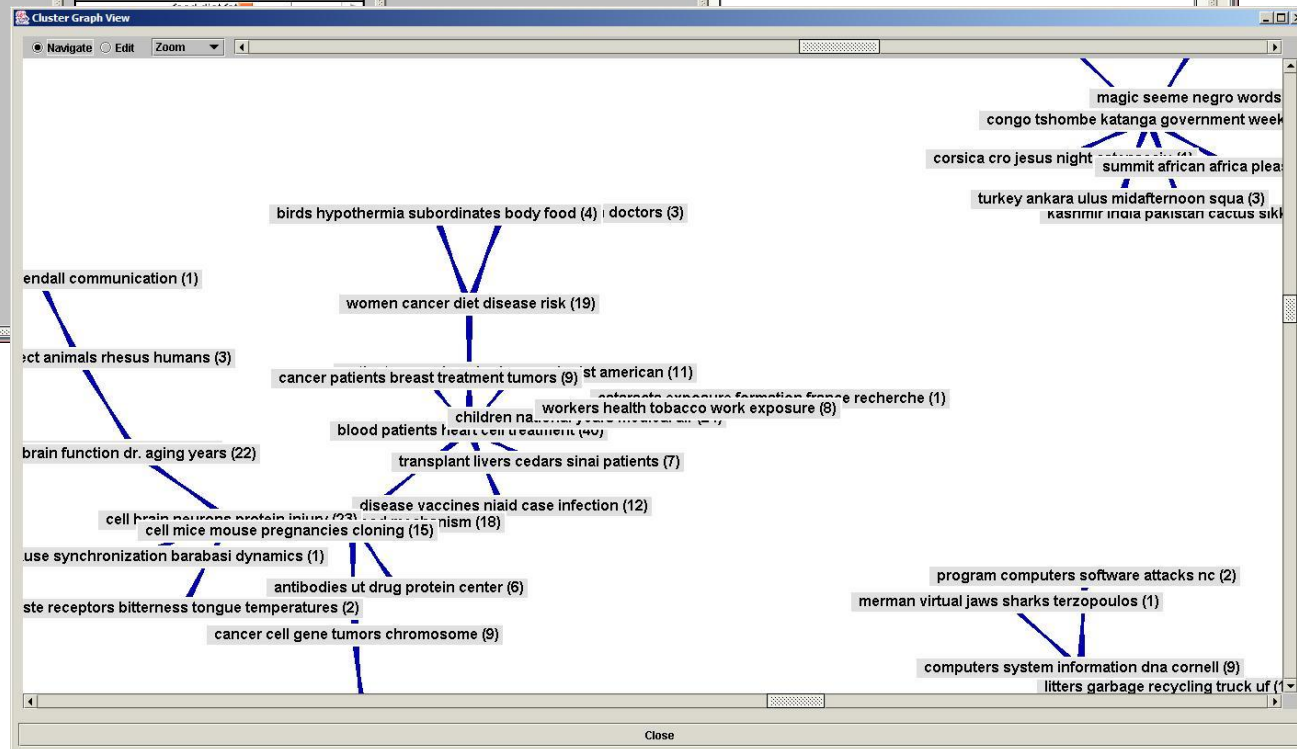 food diet fat
Cluster Graph View
Navigate Edit Zoom
magic seeme negro words
congo tshombe katanga government week
corsica cro jesus night
summit african africa plea
turkey ankara ulus midafternoon squa (3)
kashmir india pakistan cactus sikk
birds hypothermia subordinates body food (4) doctors (3)
endall communication (1)
women cancer diet disease risk (19)
ect animals rhesus humans (3)
cancer patients breast treatment tumors (9) ist american (11)
cataracts exposure formation france recherche (1)
workers health tobacco work exposure (8)
children
blood patients heart cell treatment (40)
brain function dr. aging years (22)
transplant livers cedars sinai patients (7)
disease vaccines niaid case infection (12)
cell brain neurons protein injury (23) mechanism (18)
cell mice mouse pregnancies cloning (15)
use synchronization barabasi dynamics (1)
antibodies ut drug protein center (6)
program computers software attacks nc (2)
ste receptors bitterness tongue temperatures (2)
merman virtual jaws sharks terzopoulos (1)
cancer cell gene tumors chromosome (9)
computers system information dna cornell (9)
litters garbage recycling truck uf (1
Close